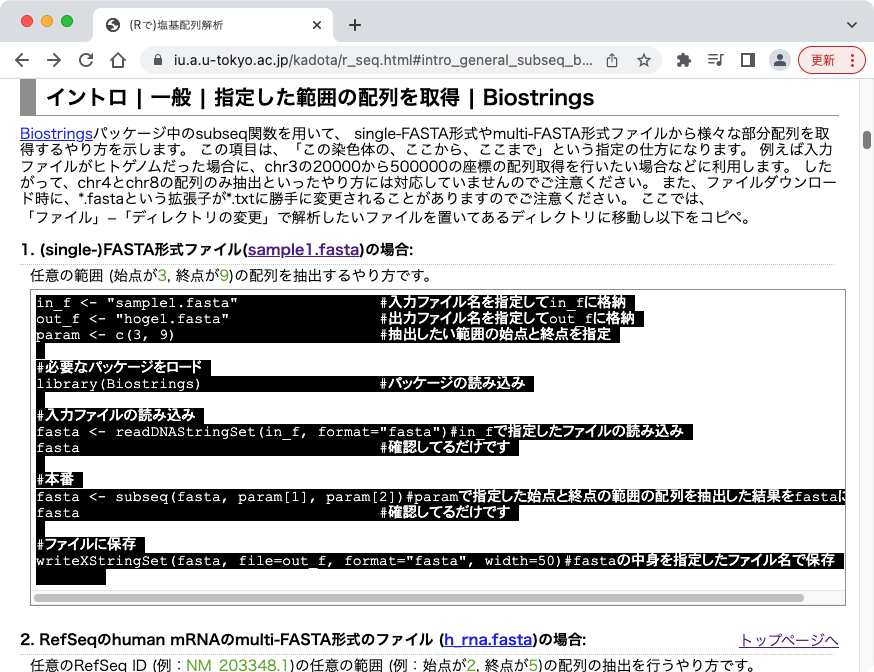 (Rで)塩基配列解析
iu.a.u-tokyo.ac.jp/kadota/r_seq.html#intro_general_subseq_b...
更新
イントロ | 一般 | 指定した範囲の配列を取得 | Biostrings
Biostringsパッケージ中のsubseq関数を用いて、 single-FASTA形式やmulti-FASTA形式ファイルから様々な部分配列を取
得するやり方を示します。 この項目は、「この染色体の、ここから、ここまで」という指定の仕方になります。 例えば入力
ファイルがヒトゲノムだった場合に、chr3の20000から500000の座標の配列取得を行いたい場合などに利用します。 した
がって、chr4とchr8の配列のみ抽出といったやり方には対応していませんのでご注意ください。 また、ファイルダウンロー
ド時に、*.fastaという拡張子が*.txtに勝手に変更されることがありますのでご注意ください。 ここでは、
「ファイル」–「ディレクトリの変更」で解析したいファイルを置いてあるディレクトリに移動し以下をコピペ。
1. (single-)FASTA形式ファイル(sample1.fasta)の場合:
任意の範囲 (始点が3, 終点が9)の配列を抽出するやり方です。
in_f <- "sample1.fasta" #入力ファイル名を指定してin_fに格納
out_f <- "hoge1.fasta" #出力ファイル名を指定してout_fに格納
param <- c(3, 9) #抽出したい範囲の始点と終点を指定
#必要なパッケージをロード
library(Biostrings) #パッケージの読み込み
#入力ファイルの読み込み
fasta <- readDNAStringSet(in_f, format="fasta")#in_fで指定したファイルの読み込み
fasta #確認してるだけです
#本番
fasta <- subseq(fasta, param[1], param[2])#paramで指定した始点と終点の範囲の配列を抽出した結果をfastaに
fasta #確認してるだけです
#ファイルに保存
writeXStringSet(fasta, file=out_f, format="fasta", width=50)#fastaの中身を指定したファイル名で保存
2. RefSeqのhuman mRNAのmulti-FASTA形式のファイル (h_rna.fasta)の場合:
トップページへ
任意のRefSeq ID (例：NM_203348.1)の任意の範囲 (例：始点が2, 終点が5)の配列の抽出を行うやり方です。